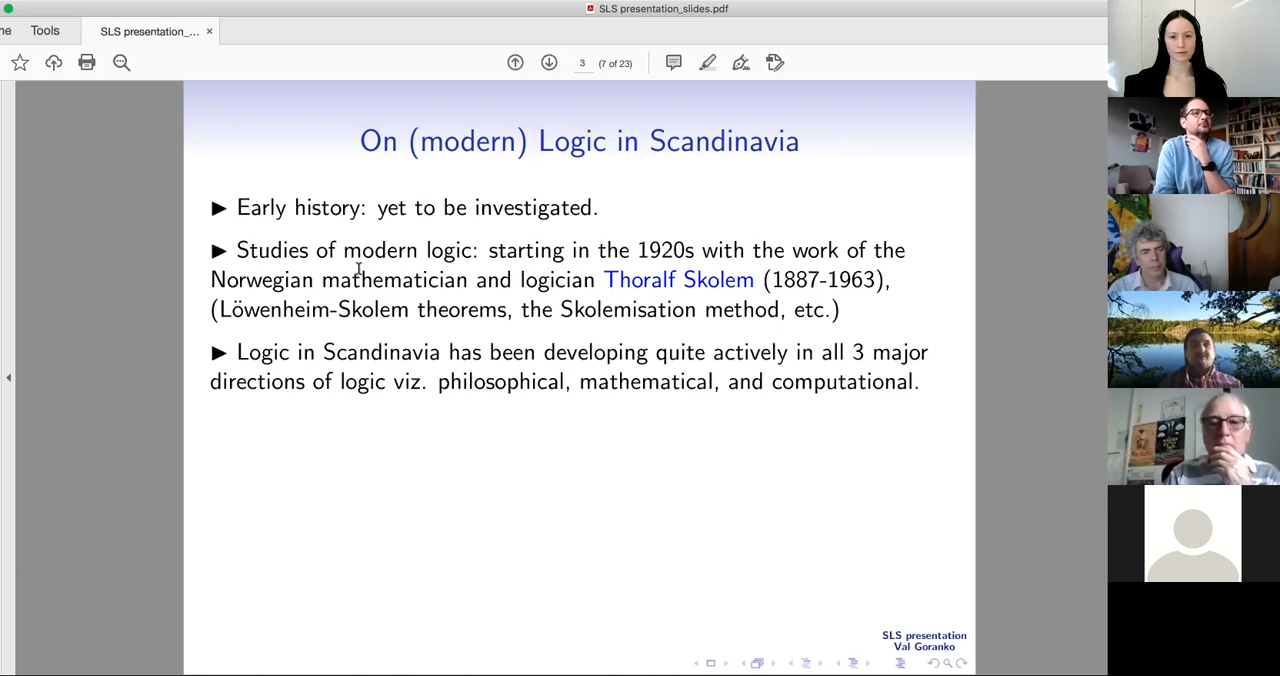 SLS presentation_slides.pdf
ne Tools SLS presentation_... ×
3 (7 of 23)
On (modern) Logic in Scandinavia
▶ Early history: yet to be investigated.
▶ Studies of modern logic: starting in the 1920s with the work of the
Norwegian mathematician and logician Thoralf Skolem (1887-1963),
(Löwenheim-Skolem theorems, the Skolemisation method, etc.)
▶ Logic in Scandinavia has been developing quite actively in all 3 major
directions of logic viz. philosophical, mathematical, and computational.
SLS presentation
Val Goranko